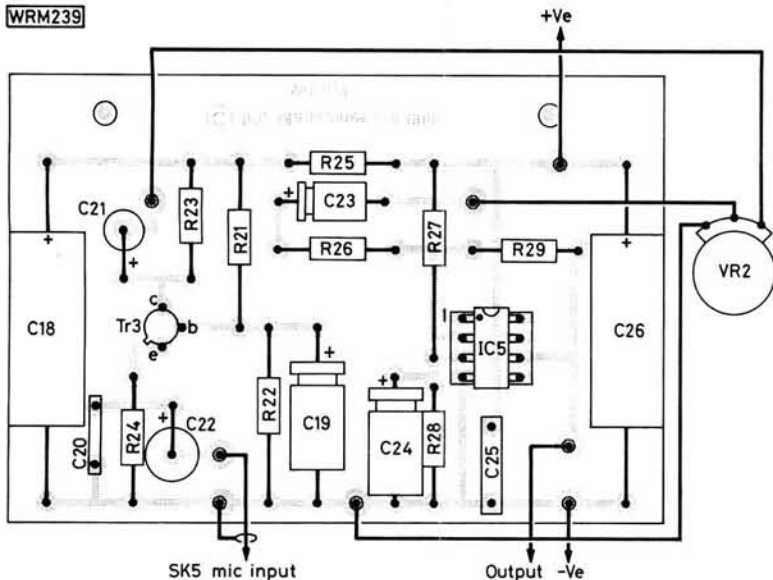 WRM239
+Ve
R25
+
C23
C21
+
R23
R21
R26
R27
R29
VR2
+
C18
c
Tr3
b
e
1
IC5
+
C26
+
C19
+
C24
R22
R28
C25
C20
R24
+
C22
SK5 mic input
Output
-Ve